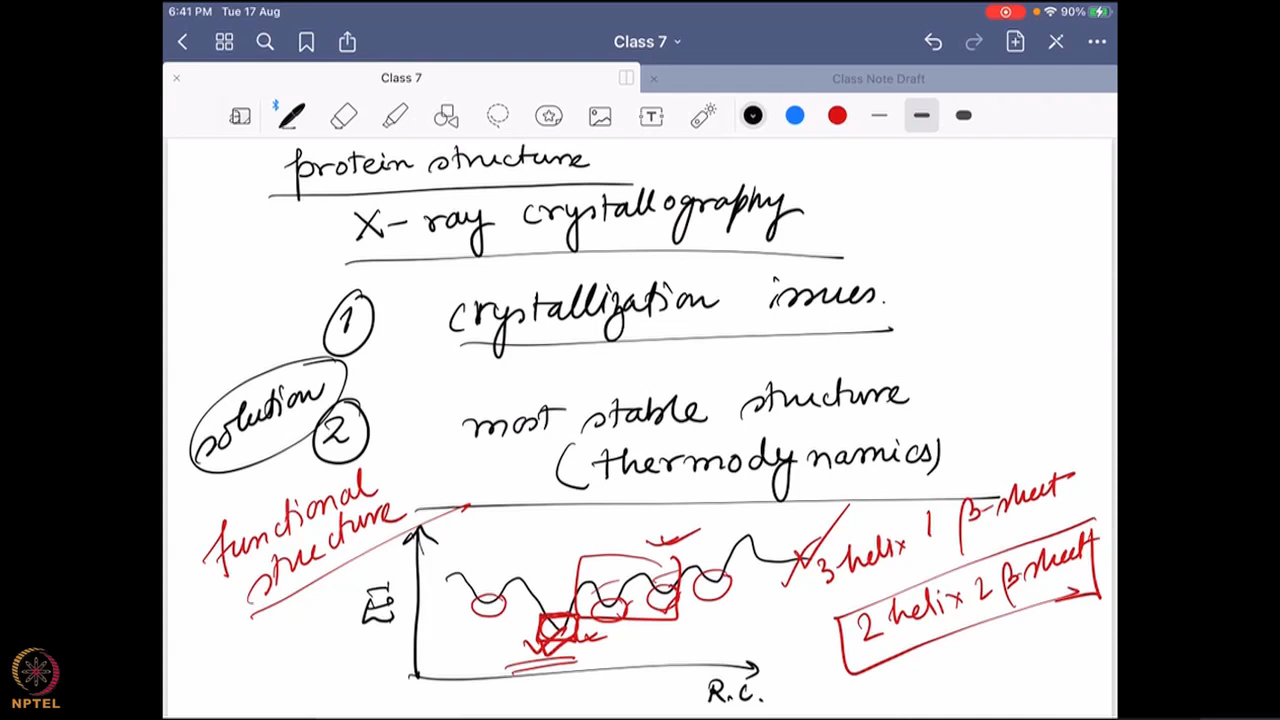 6:41 PM Tue 17 Aug
90%
Class 7
Class 7
Class Note Draft
T
protein structure
X-ray crystallography
1 crystallization issues.
solution
2 most stable structure
(thermodynamics)
functional
structure
3 helix 1 β-sheet
2 helix 2 β-sheet
E
R.C.
NPTEL